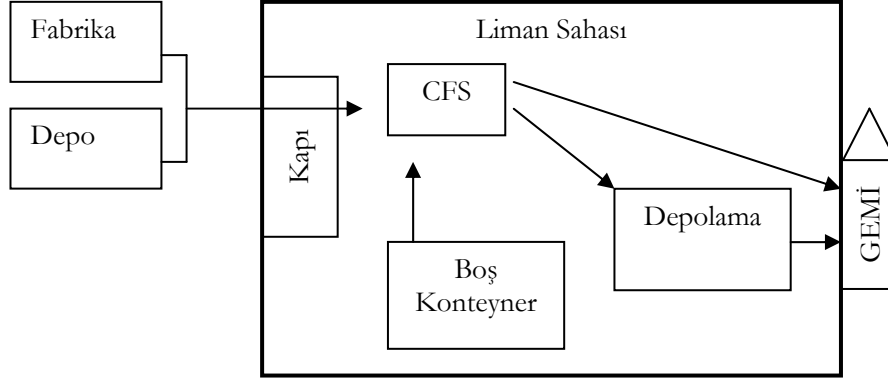 Fabrika
Liman Sahası
CFS
Depo
Kapı
Depolama
GEMİ
Boş
Konteyner